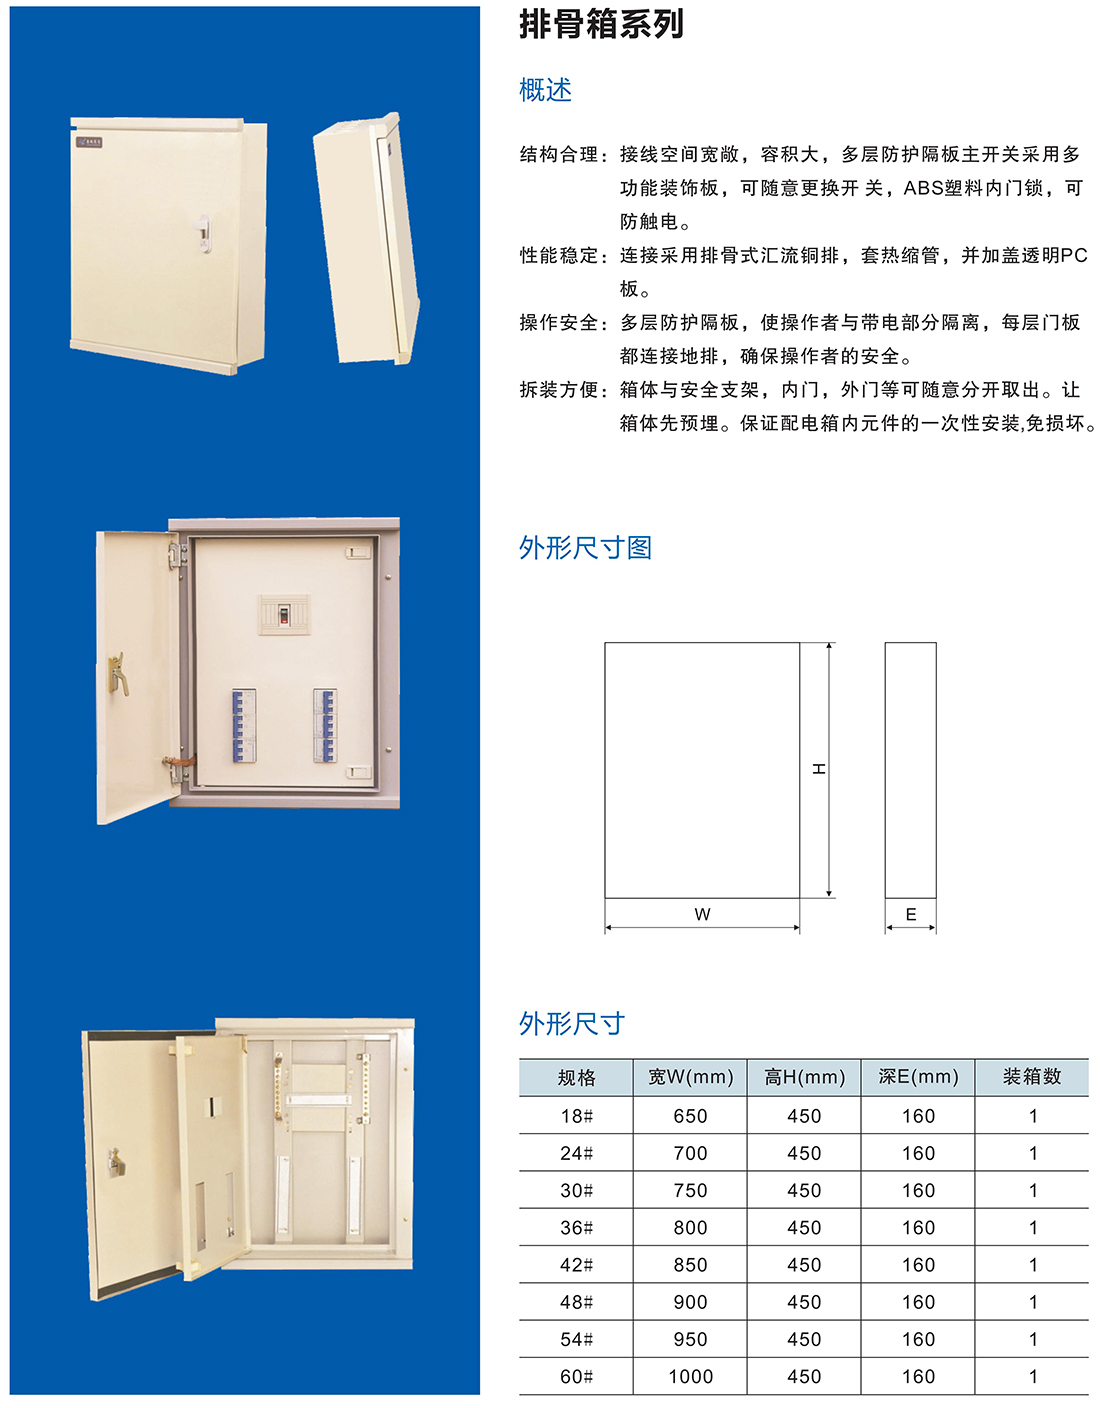 排骨箱系列
概述
结构合理：接线空间宽敞，容积大，多层防护隔板主开关采用多
功能装饰板，可随意更换开 关，ABS塑料内门锁，可
防触电。
性能稳定：连接采用排骨式汇流铜排，套热缩管，并加盖透明PC
板。
操作安全：多层防护隔板，使操作者与带电部分隔离，每层门板
都连接地排，确保操作者的安全。
拆装方便：箱体与安全支架，内门，外门等可随意分开取出。让
箱体先预埋。保证配电箱内元件的一次性安装,免损坏。
外形尺寸图
H
W E
外形尺寸
规格 宽W(mm) 高H(mm) 深E(mm) 装箱数
18# 650 450 160 1
24# 700 450 160 1
30# 750 450 160 1
36# 800 450 160 1
42# 850 450 160 1
48# 900 450 160 1
54# 950 450 160 1
60# 1000 450 160 1